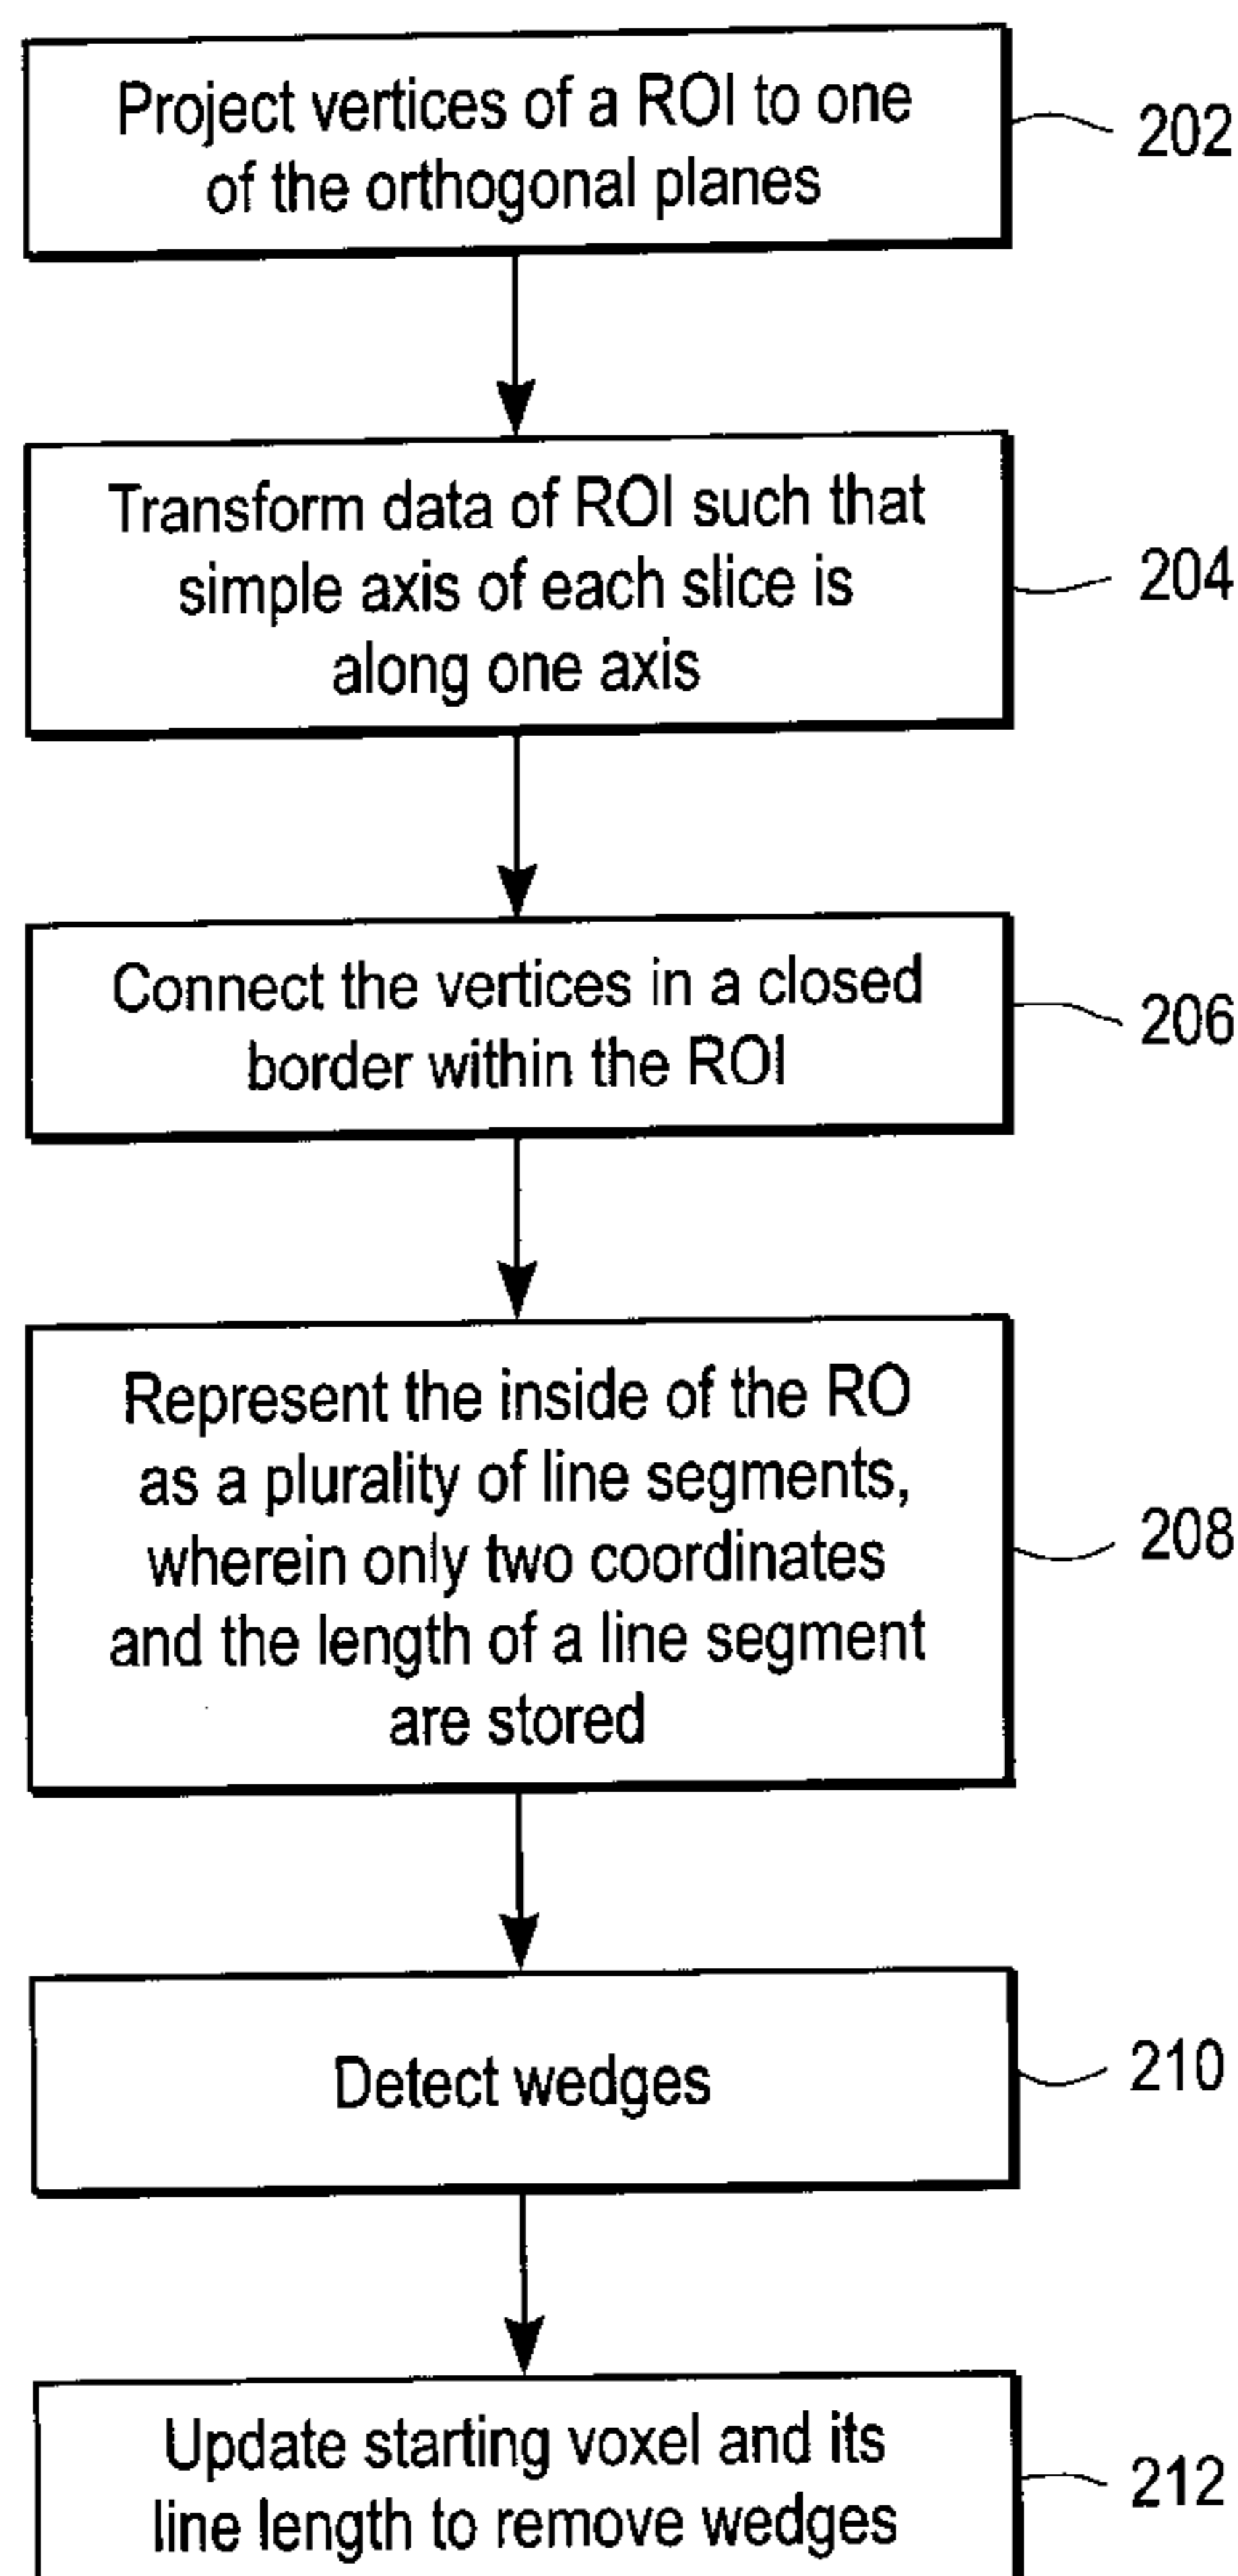 Project vertices of a ROI to one
of the orthogonal planes
202
Transform data of ROI such that
simple axis of each slice is
along one axis
204
Connect the vertices in a closed
border within the ROI
206
Represent the inside of the RO
as a plurality of line segments,
wherein only two coordinates
and the length of a line segment
are stored
208
Detect wedges
210
Update starting voxel and its
line length to remove wedges
212